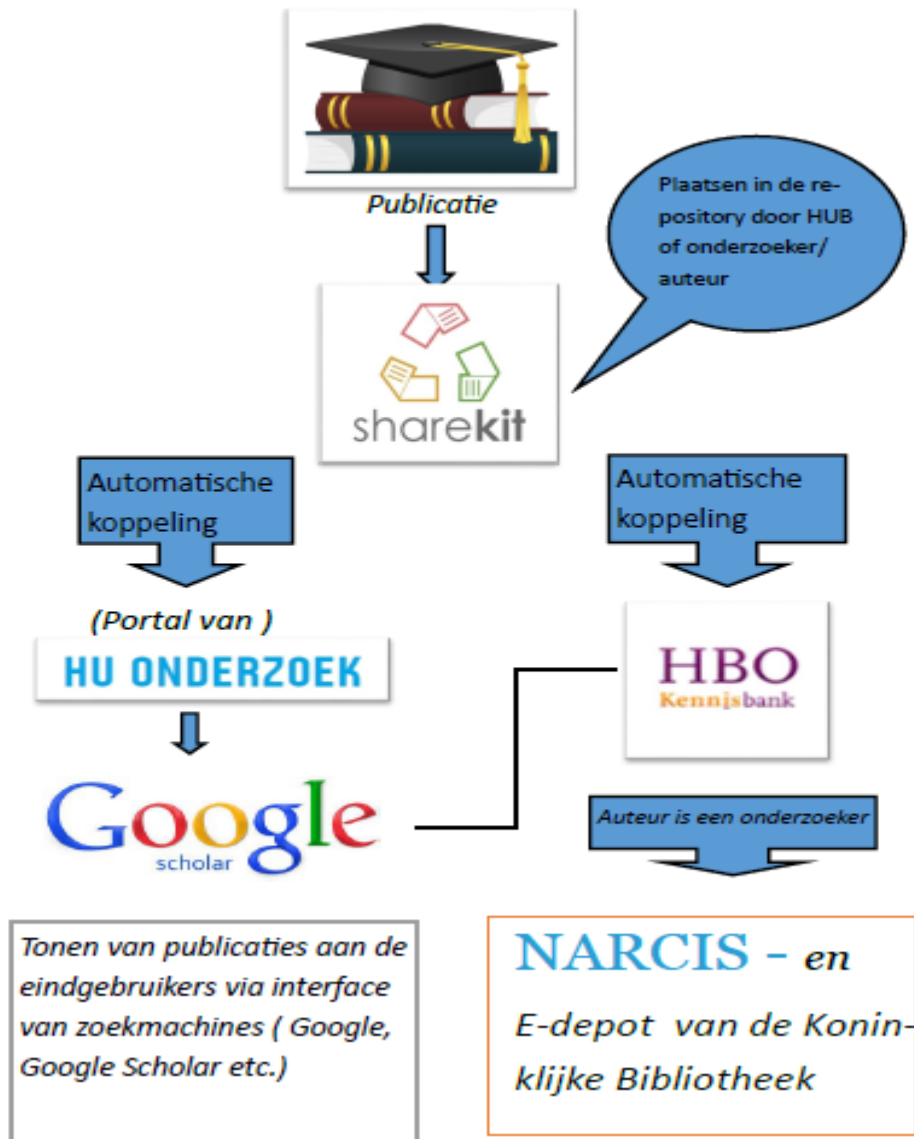 Publicatie
Plaatsen in de re-
pository door HUB
of onderzoeker/
auteur
sharekit
Automatische
koppeling
Automatische
koppeling
(Portal van )
HU ONDERZOEK
HBO
Kennisbank
Google
scholar
Auteur is een onderzoeker
Tonen van publicaties aan de
eindgebruikers via interface
van zoekmachines ( Google,
Google Scholar etc.)
NARCIS - en
E-depot van de Konin-
klijke Bibliotheek